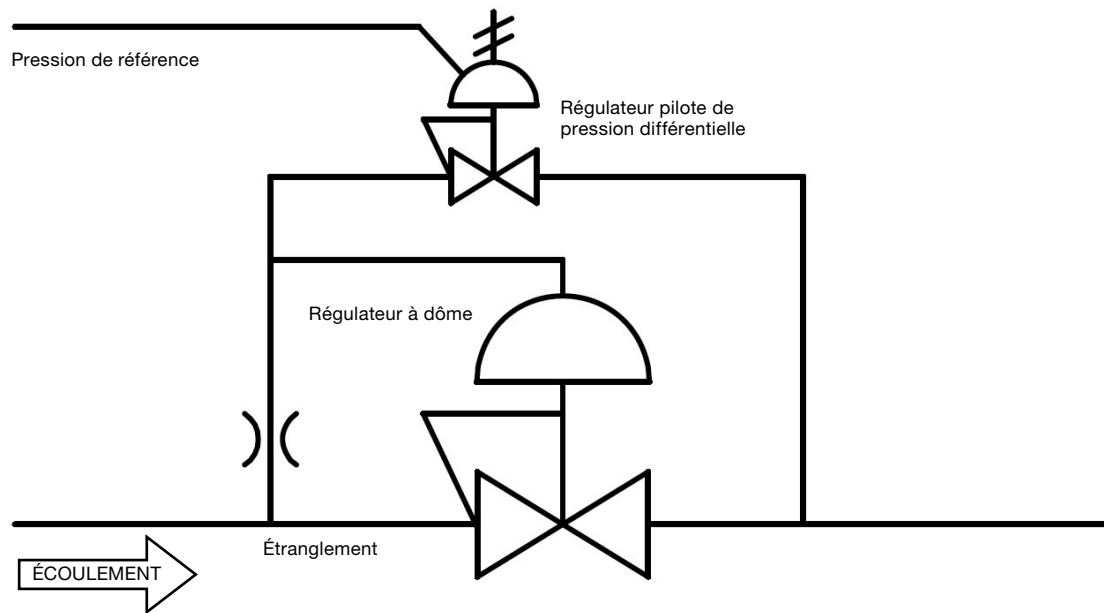 Pression de référence
Régulateur pilote de
pression différentielle
Régulateur à dôme
Étranglement
ÉCOULEMENT